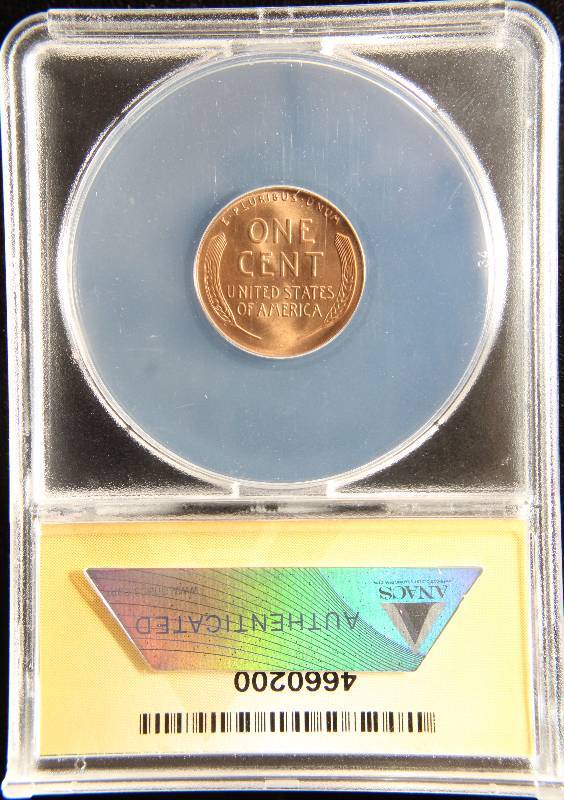 E·PLURIBUS·UNUM
ONE
CENT
UNITED STATES
OF AMERICA
4660200
AUTHENTICATED
ANACS